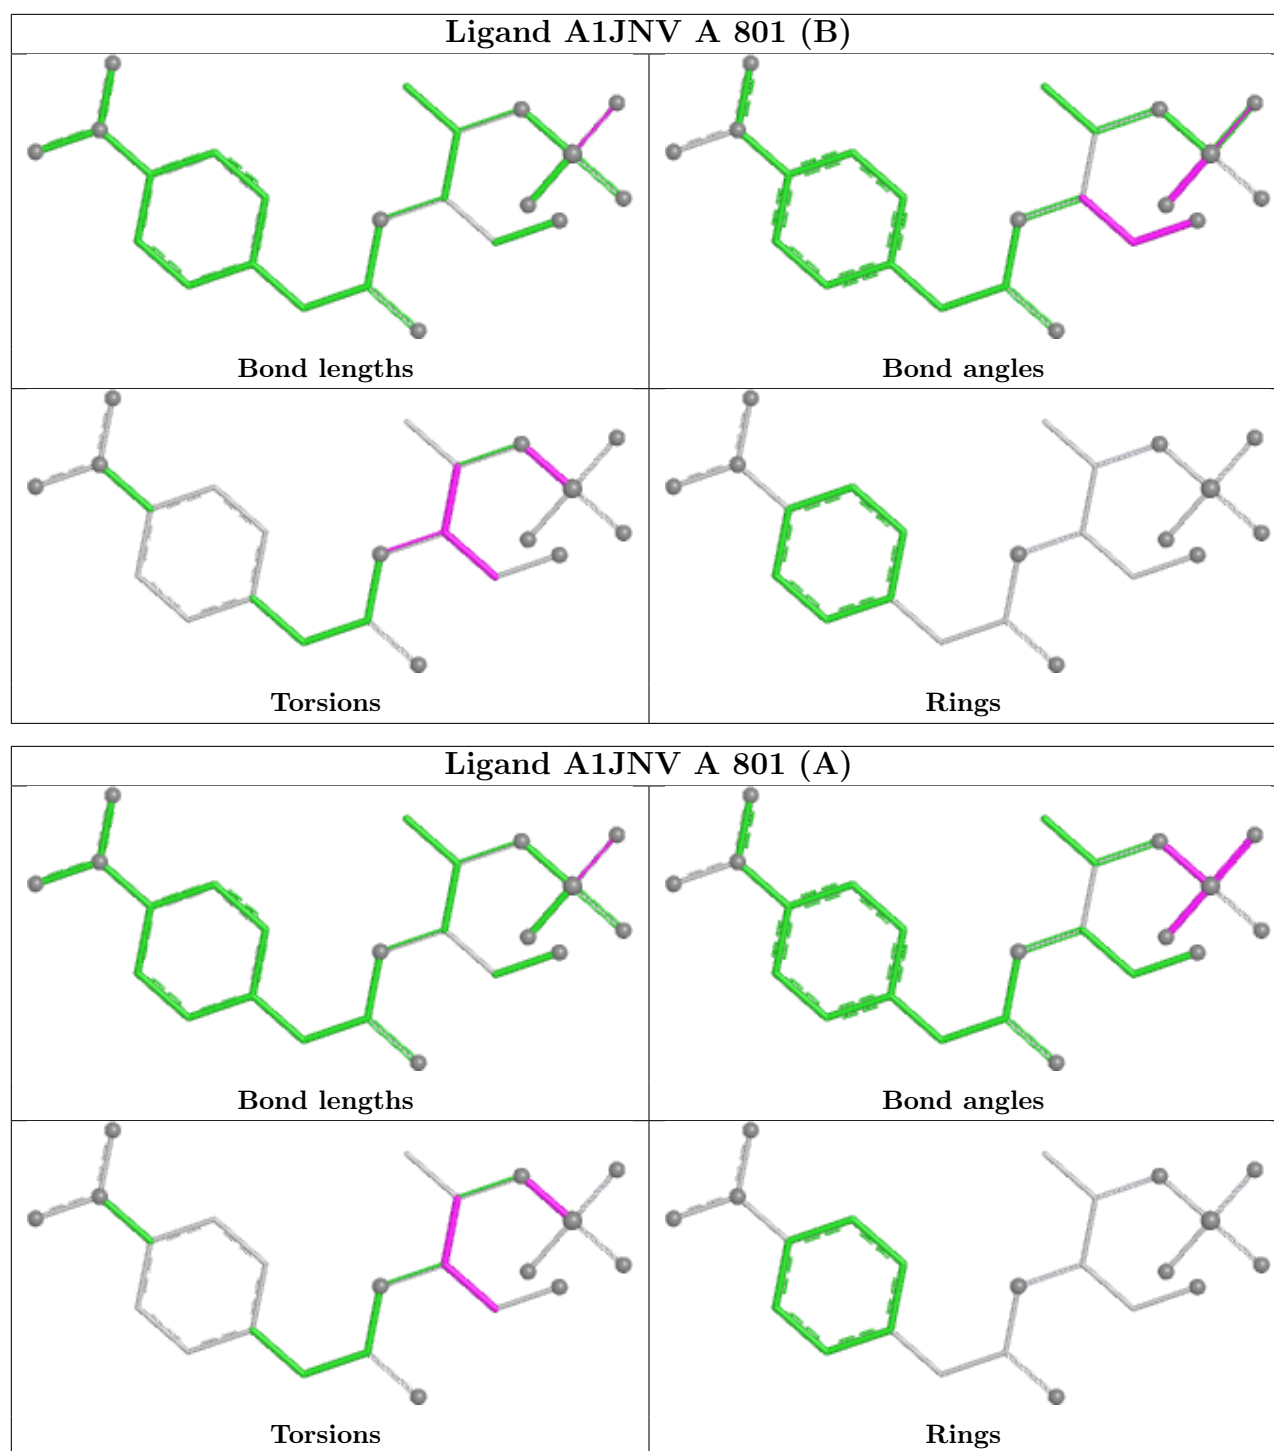 Ligand A1JNV A 801 (B)
Bond lengths
Bond angles
Torsions
Rings
Ligand A1JNV A 801 (A)
Bond lengths
Bond angles
Torsions
Rings